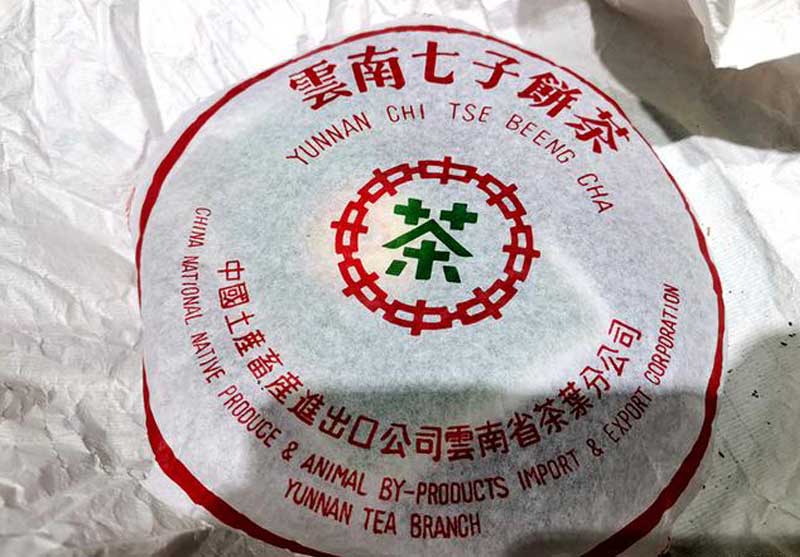 雲南七子餅茶
YUNNAN CHI TSE BEENG CHA
茶
中國土產畜產進出口公司雲南省茶葉分公司
CHINA NATIONAL NATIVE PRODUCE & ANIMAL BY-PRODUCTS IMPORT & EXPORT CORPORATION
YUNNAN TEA BRANCH